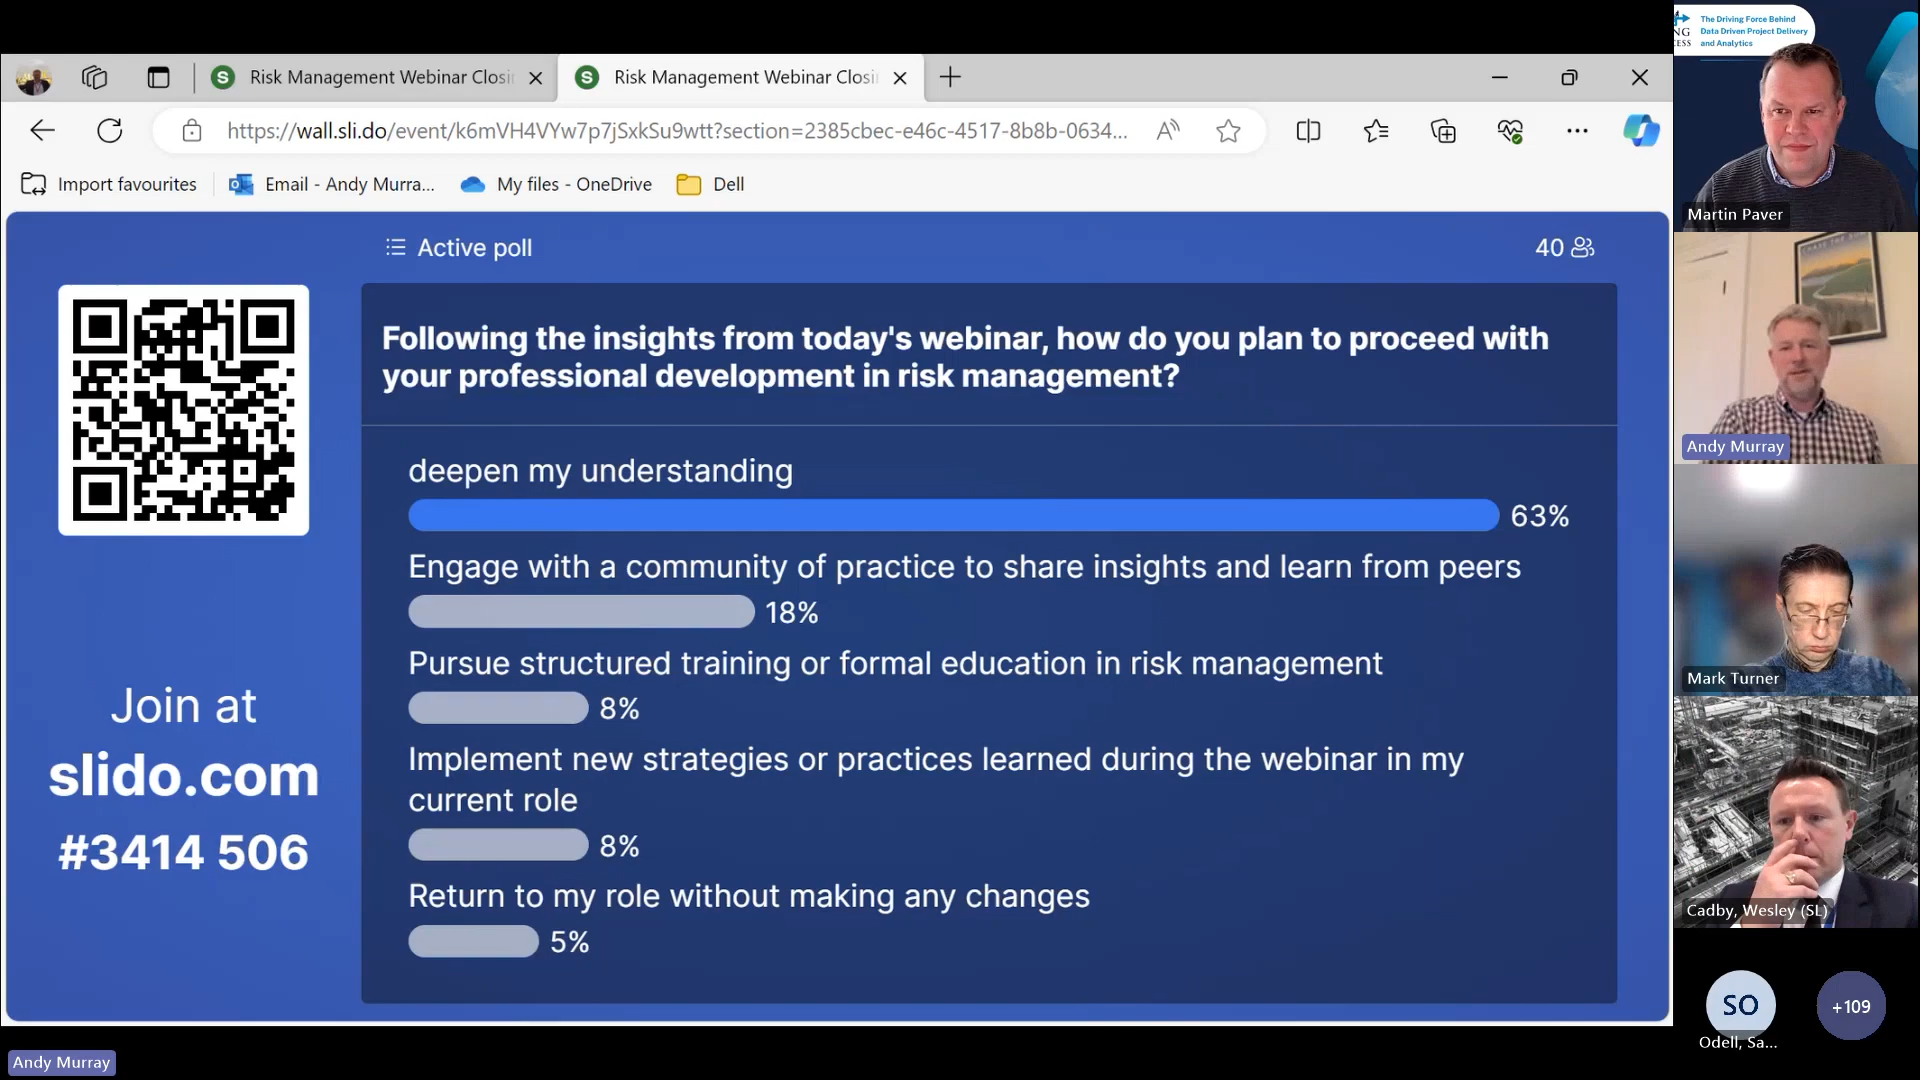 Risk Management Webinar Closi
Risk Management Webinar Closi
https://wall.sli.do/event/k6mVH4VYw7p7jSxkSu9wtt?section=2385cbec-e46c-4517-8b8b-0634...
Import favourites
Email - Andy Murra...
My files - OneDrive
Dell
Active poll
40
Following the insights from today's webinar, how do you plan to proceed with
your professional development in risk management?
deepen my understanding
63%
Engage with a community of practice to share insights and learn from peers
18%
Pursue structured training or formal education in risk management
8%
Implement new strategies or practices learned during the webinar in my
current role
8%
Return to my role without making any changes
5%
Join at
slido.com
#3414 506
Andy Murray
The Driving Force Behind
Data Driven Project Delivery
and Analytics
Martin Paver
Andy Murray
Mark Turner
Cadby, Wesley (SL)
SO
Odell, Sa...
+109